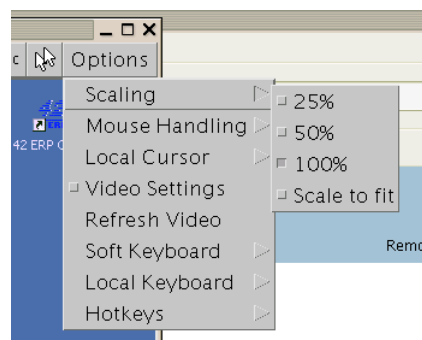 c
Options
Scaling
Mouse Handling
Local Cursor
Video Settings
Refresh Video
Soft Keyboard
Local Keyboard
Hotkeys
25%
50%
100%
Scale to fit
42 ERP
Remo